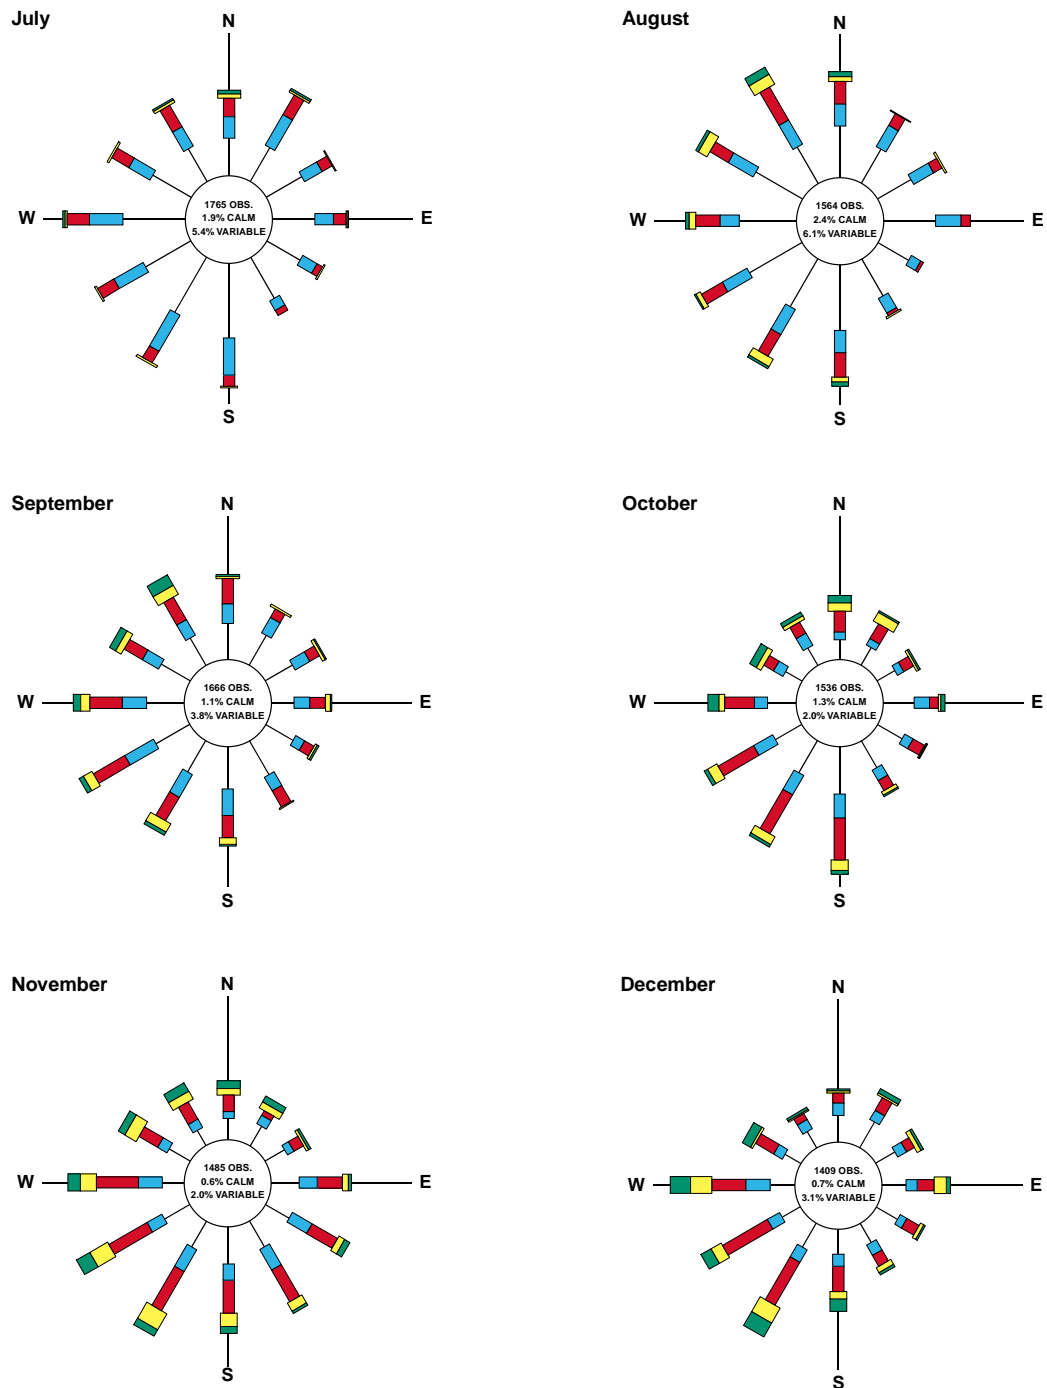 July
N
W
1765 OBS.
1.9% CALM
5.4% VARIABLE
E
S
August
N
W
1564 OBS.
2.4% CALM
6.1% VARIABLE
E
S
September
N
W
1666 OBS.
1.1% CALM
3.8% VARIABLE
E
S
October
N
W
1536 OBS.
1.3% CALM
2.0% VARIABLE
E
S
November
N
W
1485 OBS.
0.6% CALM
2.0% VARIABLE
E
S
December
N
W
1409 OBS.
0.7% CALM
3.1% VARIABLE
E
S